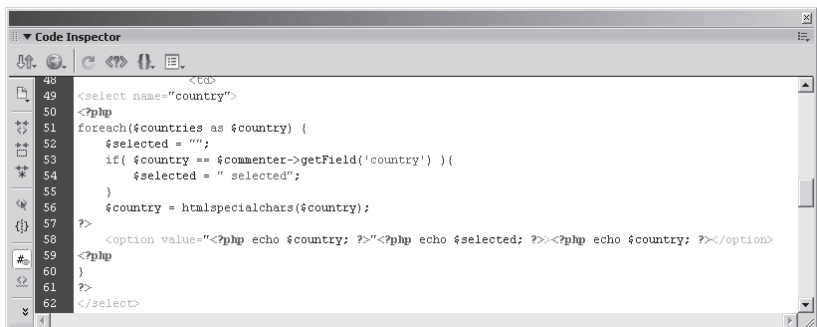 Code Inspector
48 <td>
49 <select name="country">
50 <?php
51 foreach($countries as $country) {
52 $selected = "";
53 if( $country == $commenter->getField('country') ){
54 $selected = " selected";
55 }
56 $country = htmlspecialchars($country);
57 ?>
58 <option value="<?php echo $country; ?>"<?php echo $selected; ?>><?php echo $country; ?></option>
59 <?php
60 }
61 ?>
62 </select>